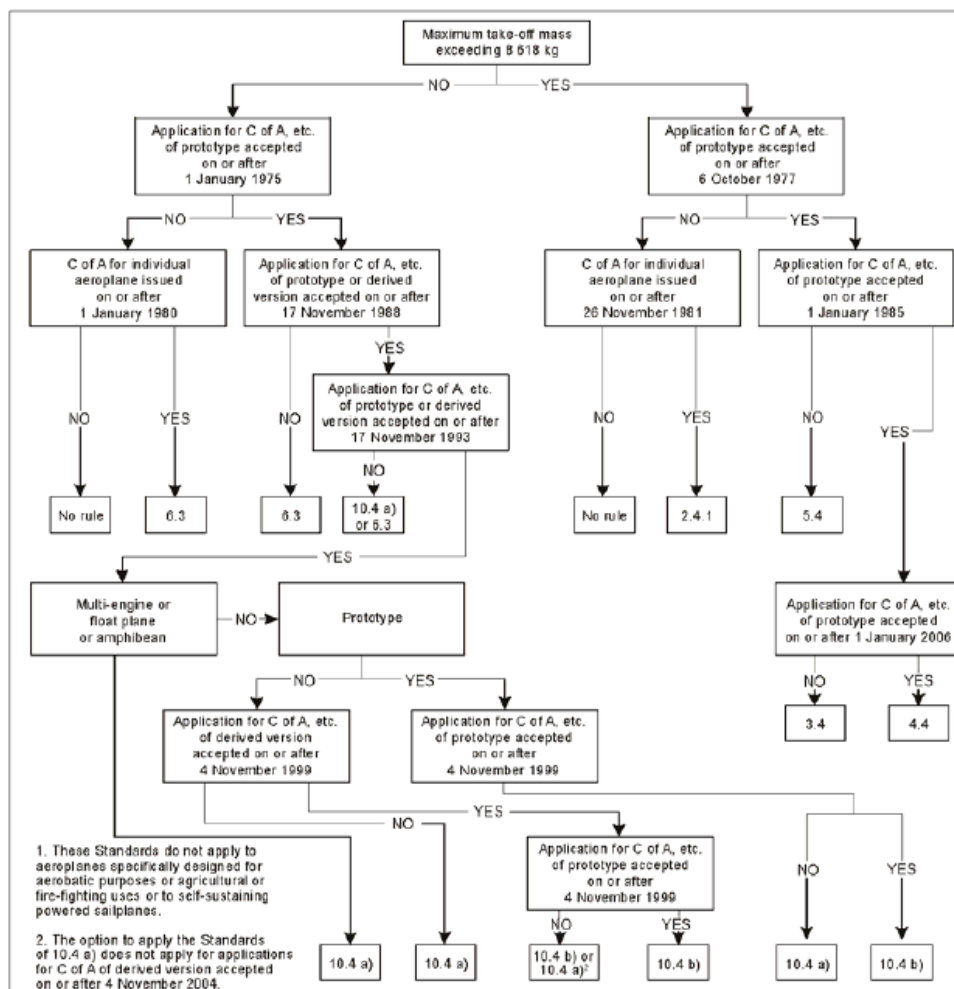 Maximum take-off mass
exceeding 8 618 kg
NO
YES
Application for C of A, etc.
of prototype accepted
on or after
1 January 1975
Application for C of A, etc.
of prototype accepted
on or after
6 October 1977
NO
YES
NO
YES
C of A for individual
aeroplane issued
on or after
1 January 1980
Application for C of A, etc.
of prototype or derived
version accepted on or after
17 November 1988
C of A for individual
aeroplane issued
on or after
26 November 1981
Application for C of A, etc.
of prototype accepted
on or after
1 January 1985
YES
Application for C of A, etc.
of prototype or derived
version accepted on or after
17 November 1993
NO
YES
NO
NO
YES
NO
YES
NO
No rule
6.3
6.3
10.4 a)
or 6.3
No rule
2.4.1
5.4
YES
Multi-engine or
float plane
or amphibean
NO
Prototype
Application for C of A, etc.
of prototype accepted
on or after 1 January 2006
NO
YES
NO
YES
3.4
4.4
Application for C of A, etc.
of derived version
accepted on or after
4 November 1999
Application for C of A, etc.
of prototype accepted
on or after
4 November 1999
YES
NO
Application for C of A, etc.
of prototype accepted
on or after
4 November 1999
NO
YES
NO
YES
1. These Standards do not apply to
aeroplanes specifically designed for
aerobatic purposes or agricultural or
fire-fighting uses or to self-sustaining
powered sailplanes.
2. The option to apply the Standards
of 10.4 a) does not apply for applications
for C of A of derived version accepted
on or after 4 November 2004.
10.4 a)
10.4 a)
10.4 b) or
10.4 a)²
10.4 b)
10.4 a)
10.4 b)